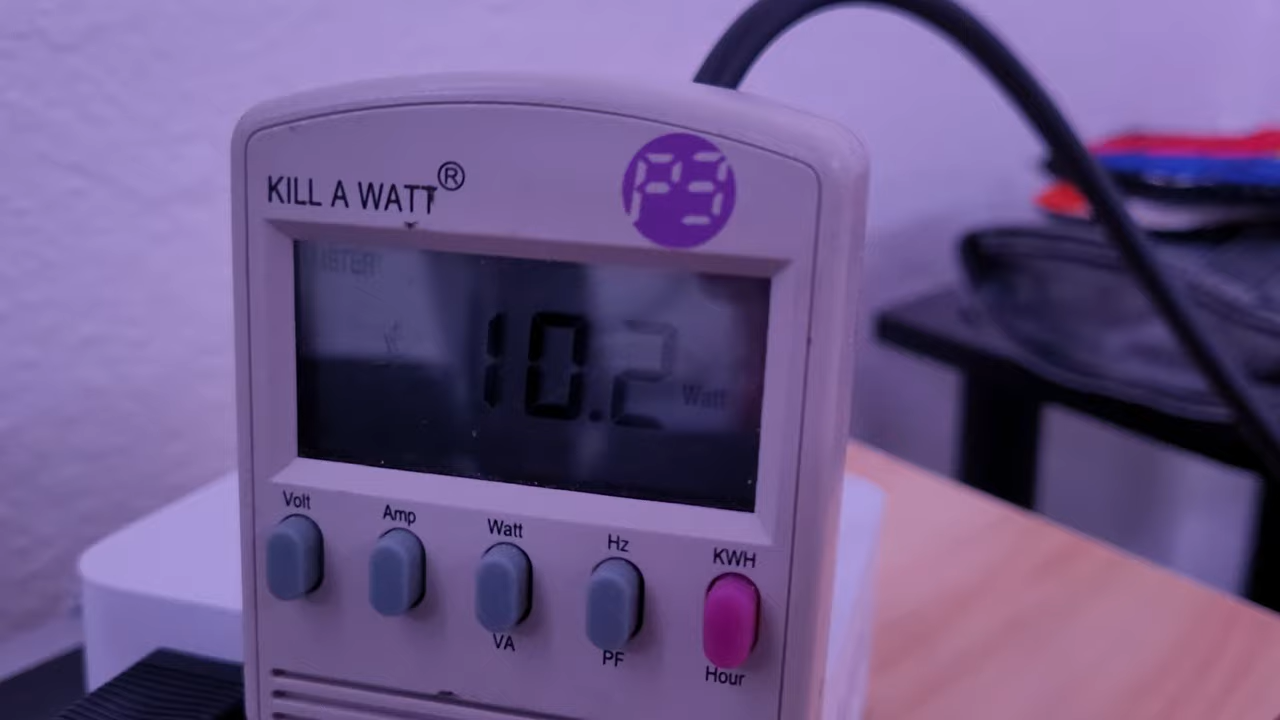 KILL A WATT®
P3
10.2 Watt
Volt Amp Watt Hz KWH
VA PF Hour